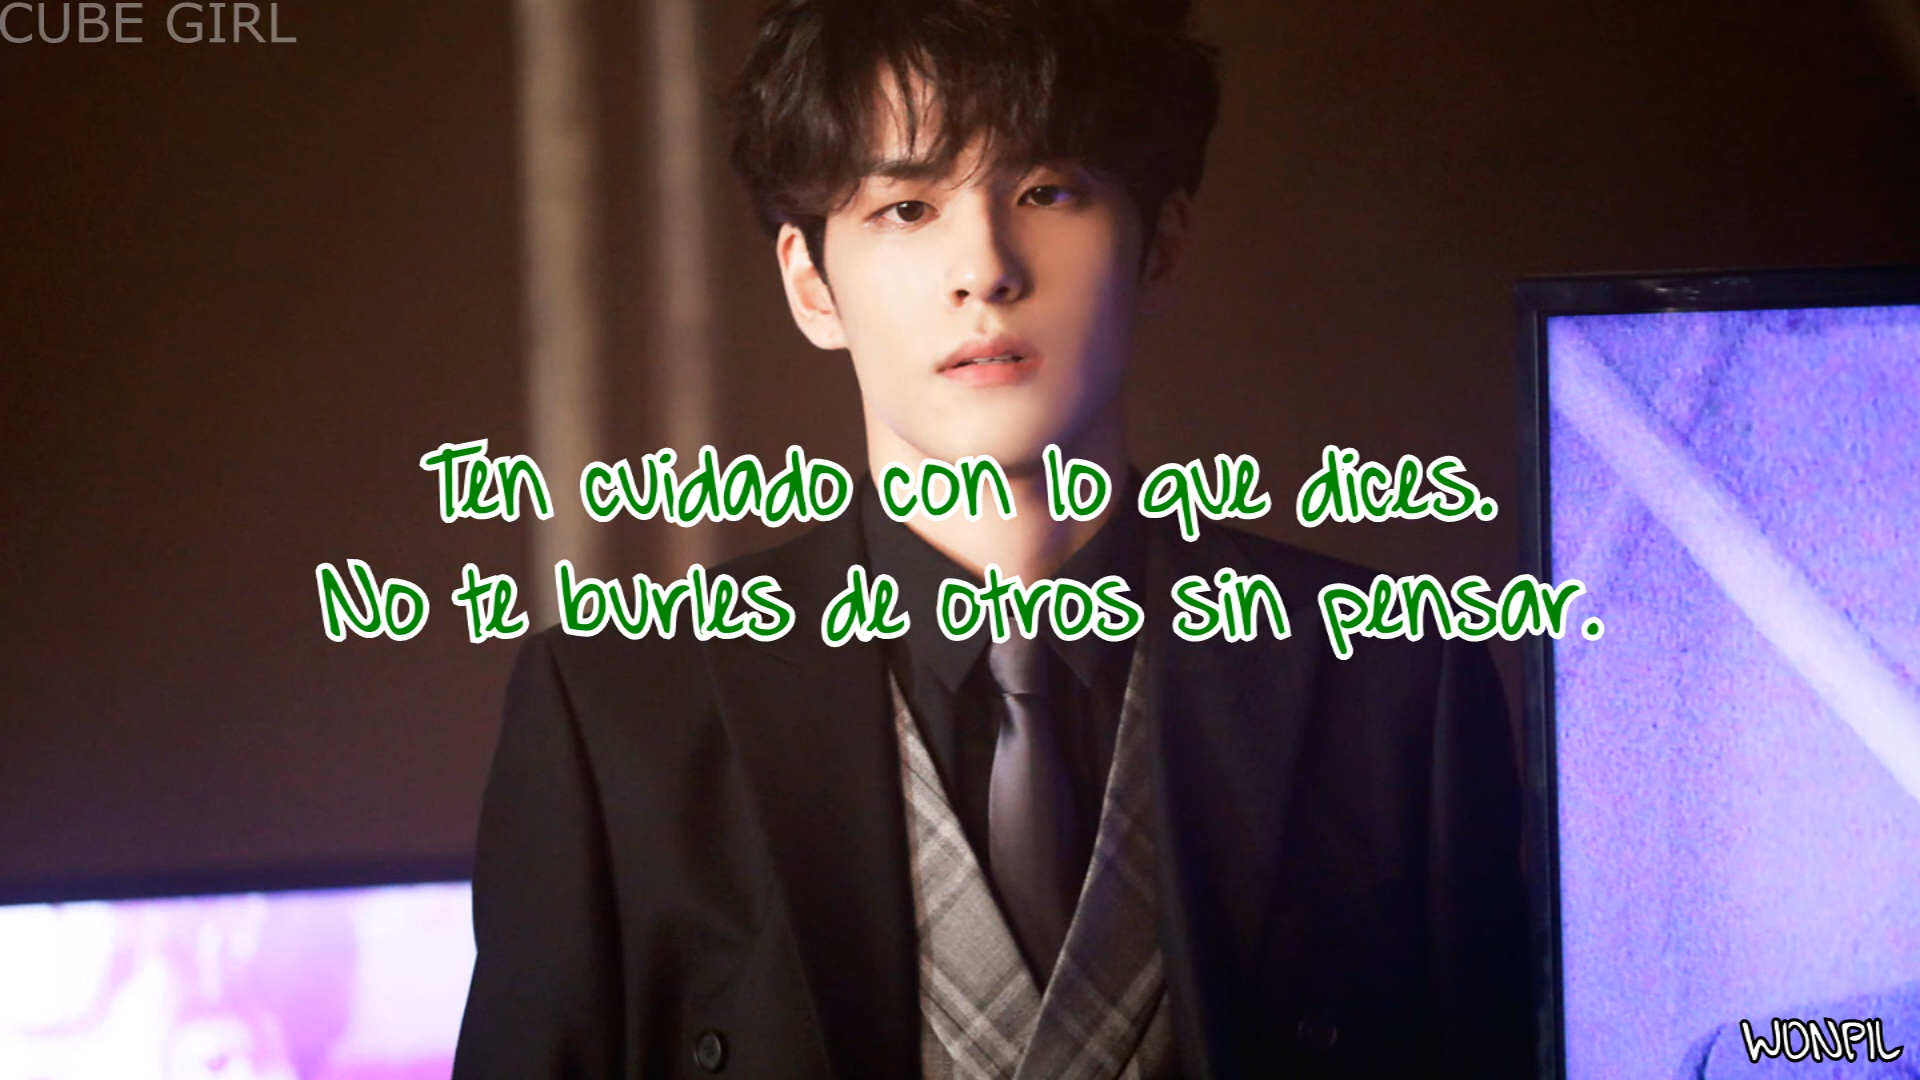 CUBE GIRL
Ten cuidado con lo que dices.
No te burles de otros sin pensar.
WONPIL